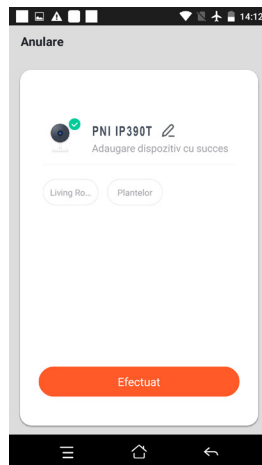 14:12
Anulare
PNI IP390T
Adaugare dispozitiv cu succes
Living Ro... Plantelor
Efectuat